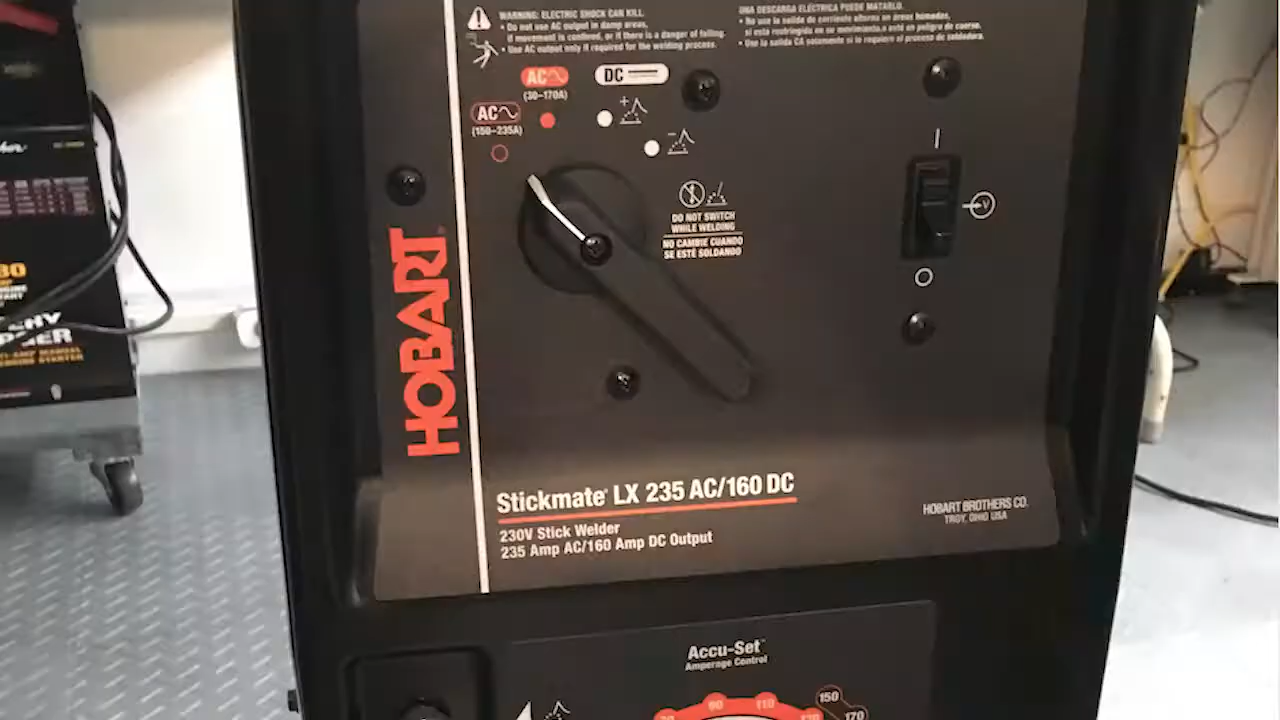 WARNING: ELECTRIC SHOCK CAN KILL.
• Do not use AC output in damp areas,
if movement is confined, or if there is a danger of falling.
• Use AC output only if required for the welding process.
UNA DESCARGA ELÉCTRICA PUEDE MATARLO.
• No use la salida de corriente alterna en áreas húmedas,
si está restringido en su movimiento,o esté en peligro de caerse.
• Use la salida CA solamente si lo requiere el proceso de soldadura.
AC
(30–170A)
DC
AC
(150–235A)
+
-
I
V
O
DO NOT SWITCH
WHILE WELDING
NO CAMBIE CUANDO
SE ESTÉ SOLDANDO
HOBART
Stickmate® LX 235 AC/160 DC
230V Stick Welder
235 Amp AC/160 Amp DC Output
HOBART BROTHERS CO.
TROY, OHIO USA
Accu-Set™
Amperage Control
90
110
150
170